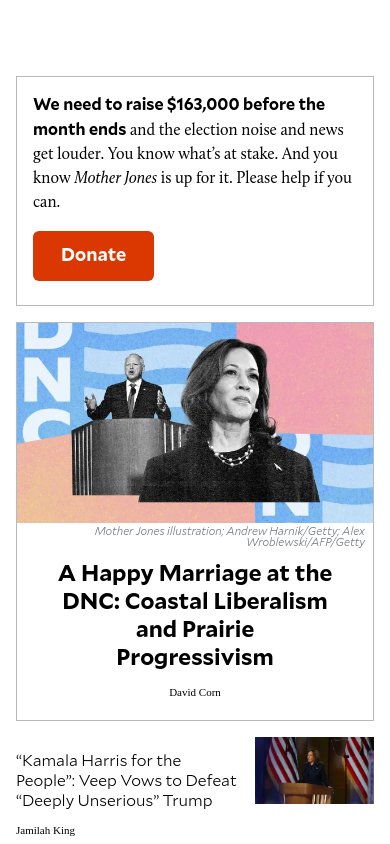 We need to raise $163,000 before the
month ends and the election noise and news
get louder. You know what’s at stake. And you
know Mother Jones is up for it. Please help if you
can.
Donate
DNC
N
Mother Jones illustration; Andrew Harnik/Getty; Alex
Wroblewski/AFP/Getty
A Happy Marriage at the
DNC: Coastal Liberalism
and Prairie
Progressivism
David Corn
“Kamala Harris for the
People”: Veep Vows to Defeat
“Deeply Unserious” Trump
Jamilah King